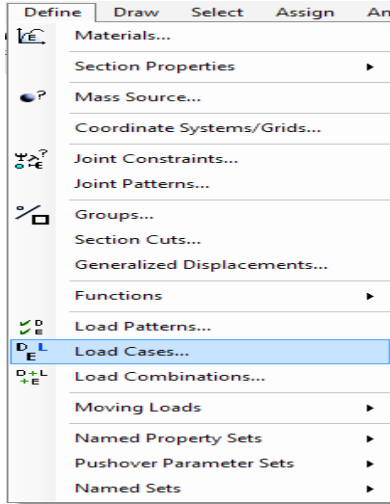 Define Draw Select Assign An
Materials...
Section Properties
Mass Source...
Coordinate Systems/Grids...
Joint Constraints...
Joint Patterns...
Groups...
Section Cuts...
Generalized Displacements...
Functions
Load Patterns...
Load Cases...
Load Combinations...
Moving Loads
Named Property Sets
Pushover Parameter Sets
Named Sets